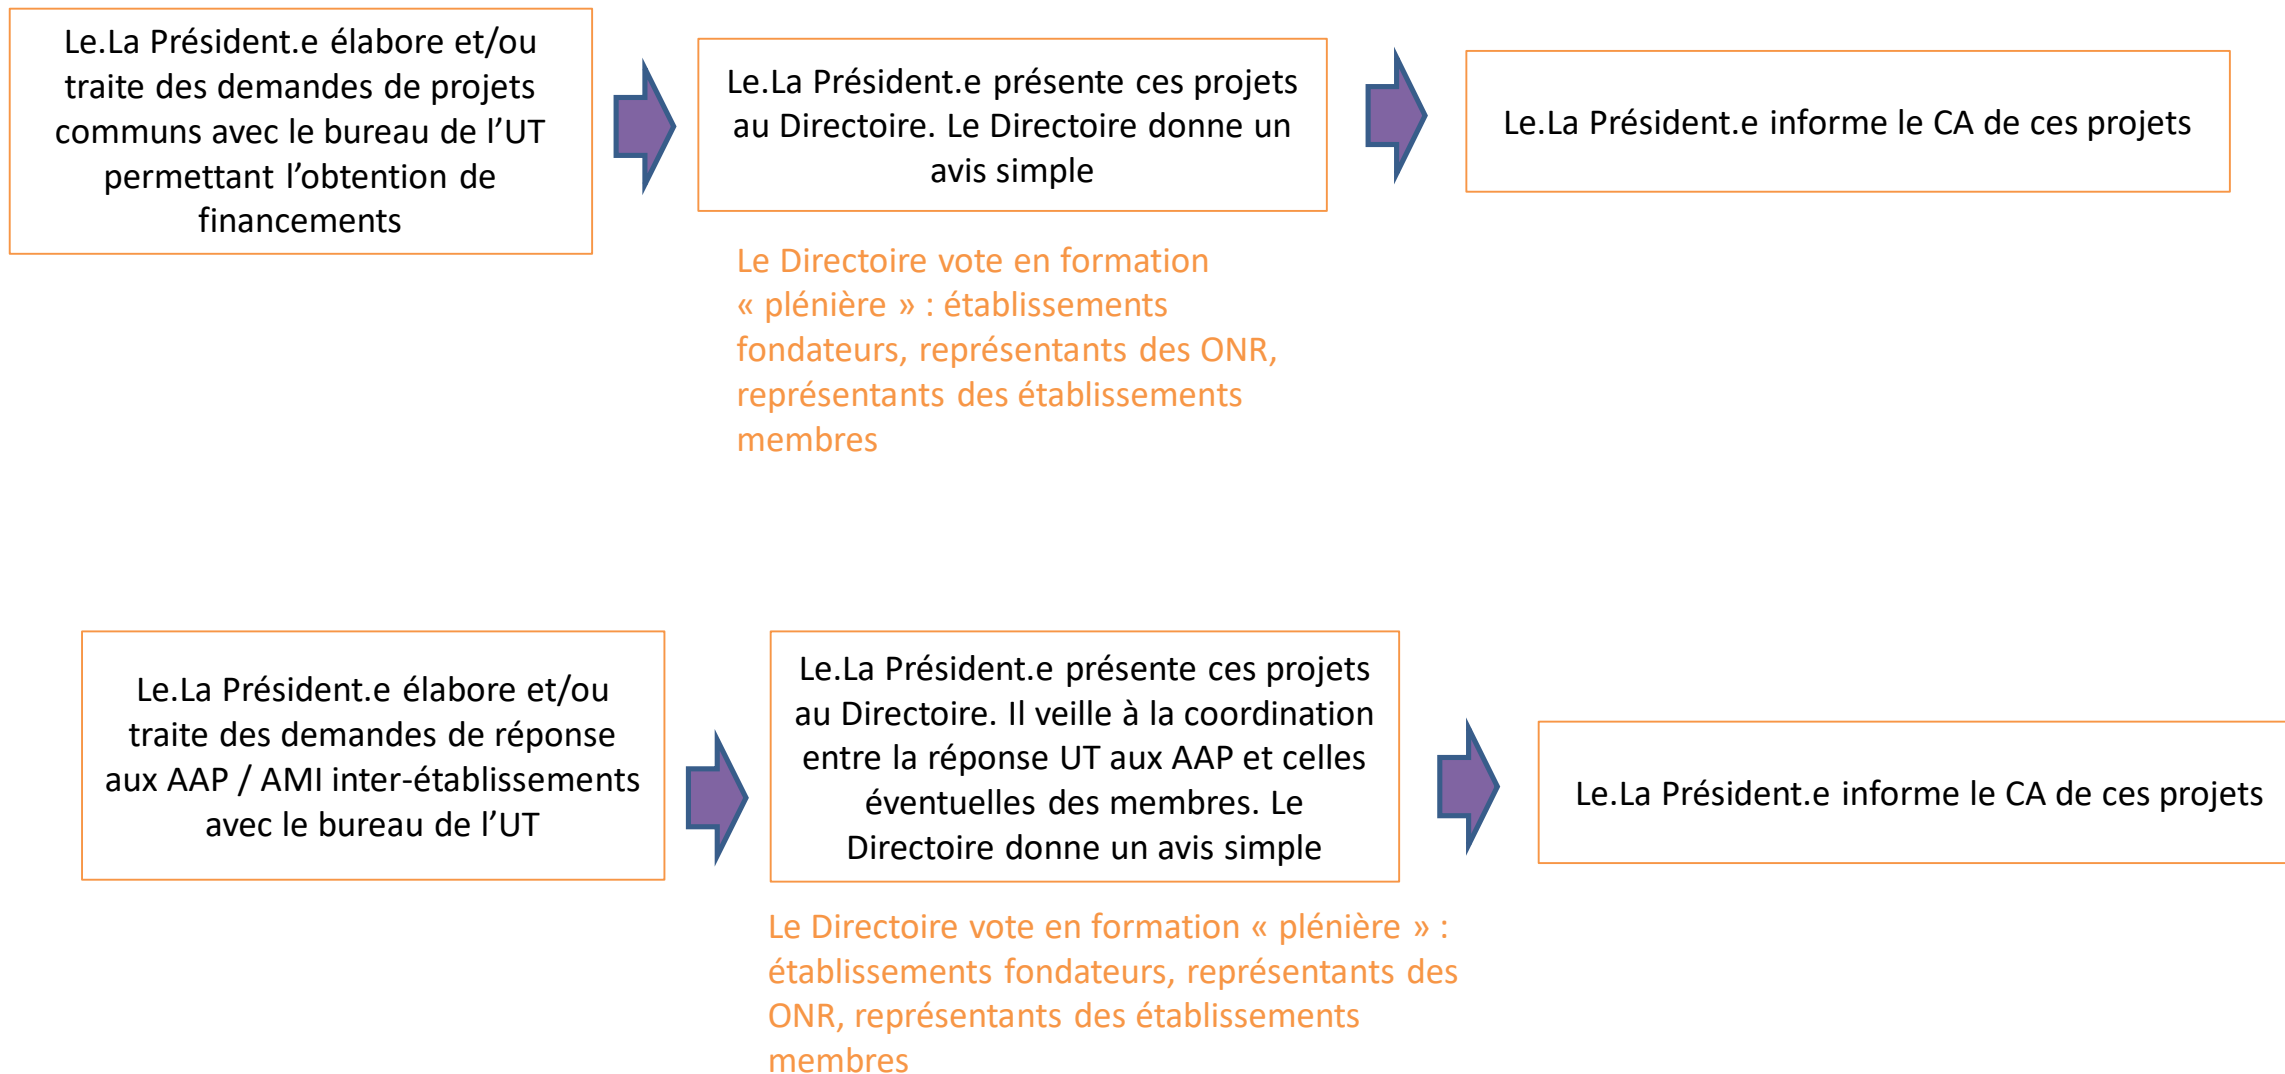 Le.La Président.e élabore et/ou
traite des demandes de projets
communs avec le bureau de l’UT
permettant l’obtention de
financements
Le.La Président.e présente ces projets
au Directoire. Le Directoire donne un
avis simple
Le.La Président.e informe le CA de ces projets
Le Directoire vote en formation
« plénière » : établissements
fondateurs, représentants des ONR,
représentants des établissements
membres
Le.La Président.e élabore et/ou
traite des demandes de réponse
aux AAP / AMI inter-établissements
avec le bureau de l’UT
Le.La Président.e présente ces projets
au Directoire. Il veille à la coordination
entre la réponse UT aux AAP et celles
éventuelles des membres. Le
Directoire donne un avis simple
Le.La Président.e informe le CA de ces projets
Le Directoire vote en formation « plénière » :
établissements fondateurs, représentants des
ONR, représentants des établissements
membres